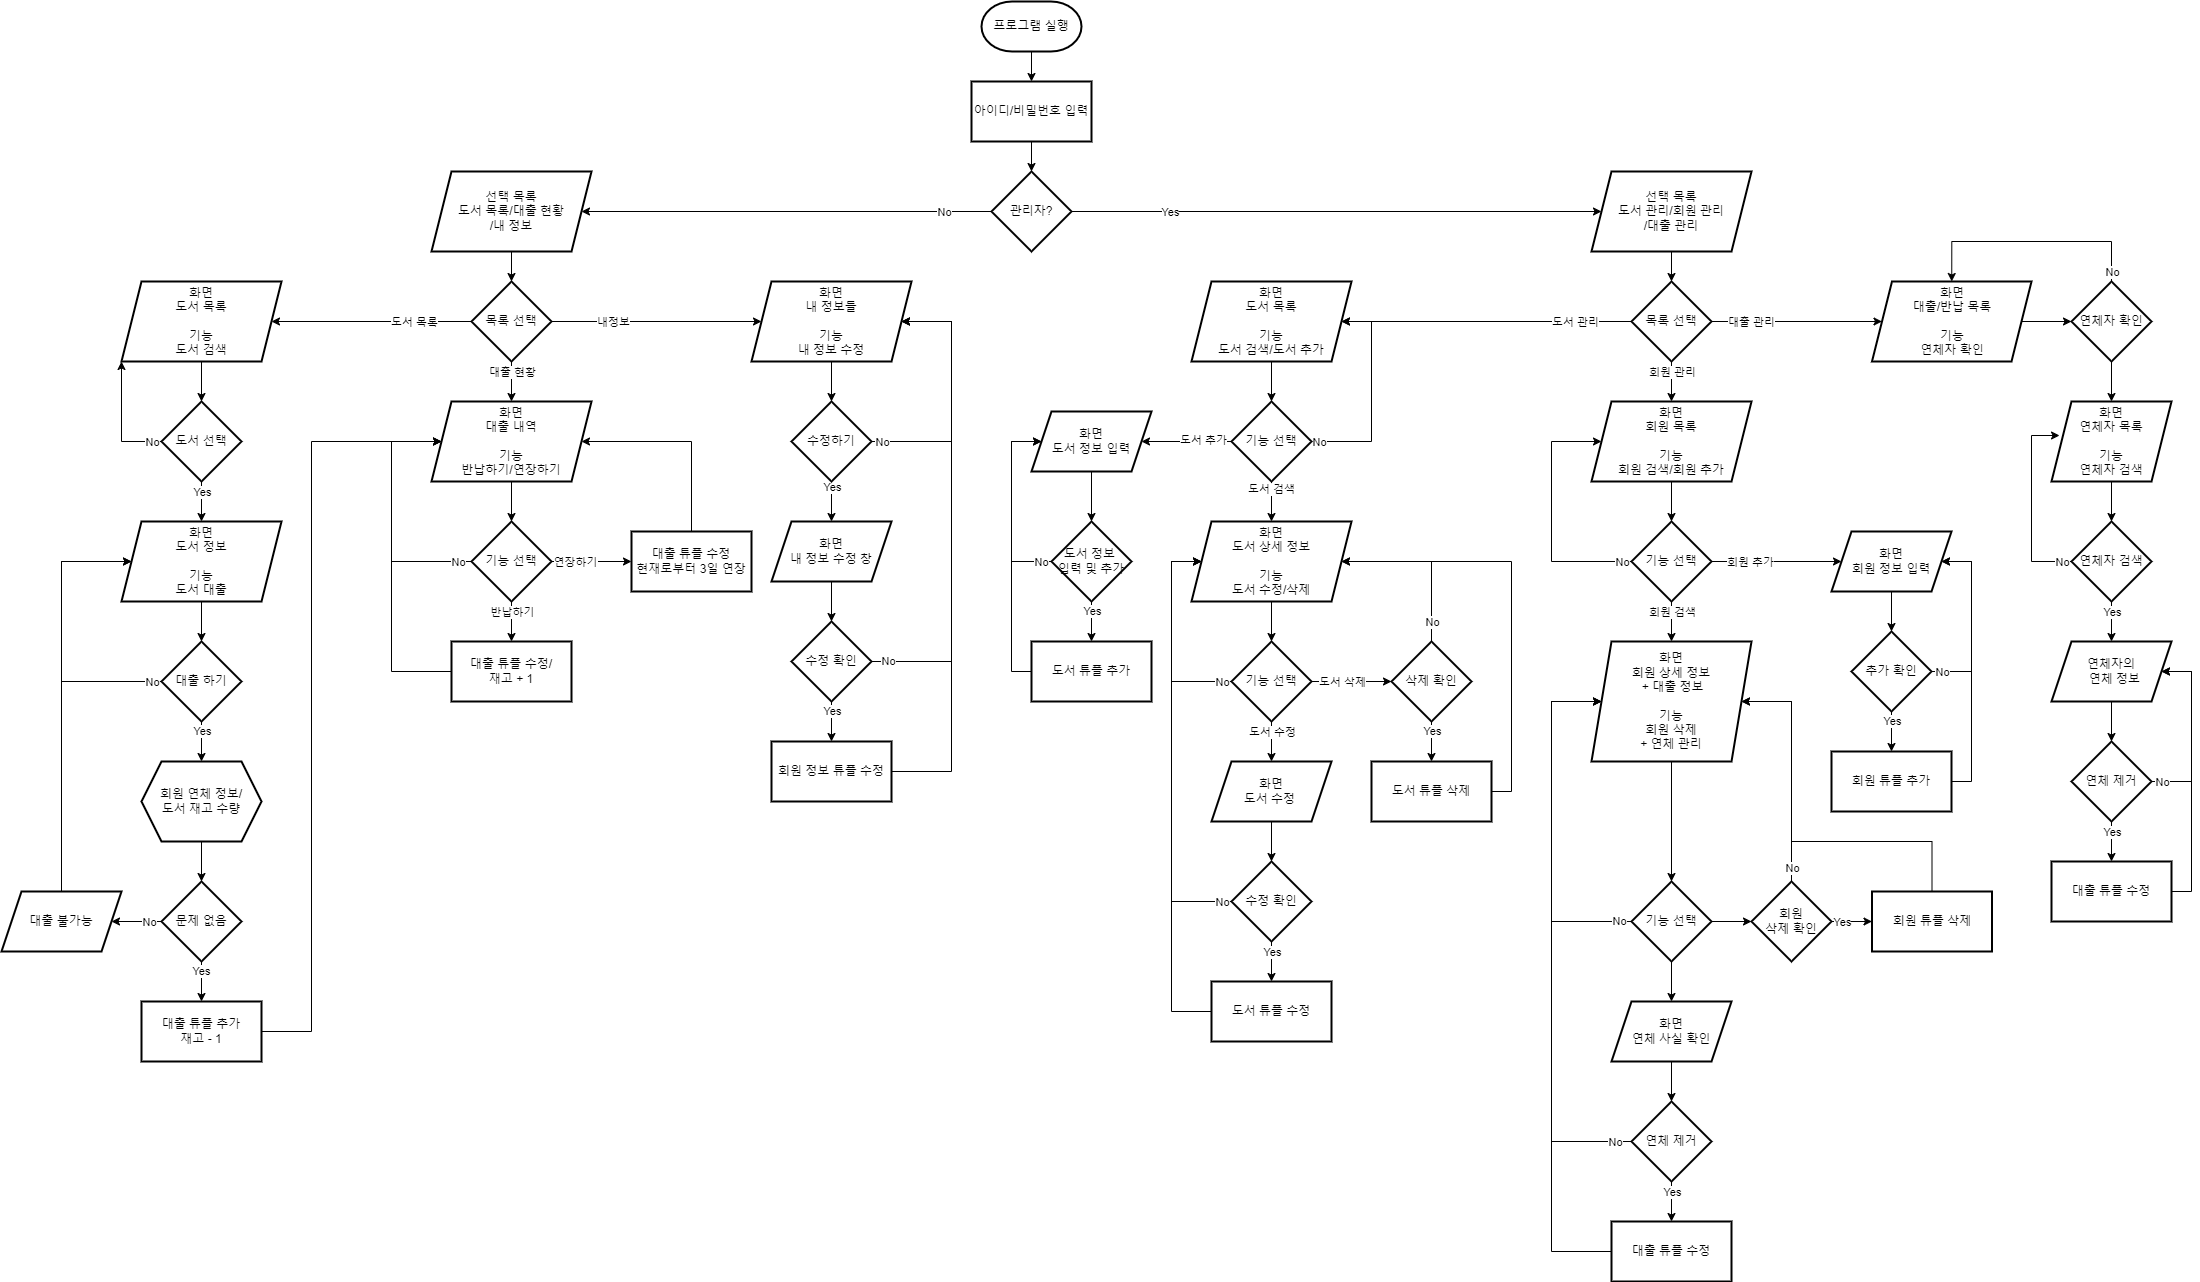 프로그램 실행
아이디/비밀번호 입력
관리자?
No
Yes
선택 목록
도서 목록/대출 현황
/내 정보
선택 목록
도서 관리/회원 관리
/대출 관리
목록 선택
도서 목록
내정보
대출 현황
화면
도서 목록
기능
도서 검색
도서 선택
No
Yes
화면
도서 정보
기능
도서 대출
대출 하기
No
Yes
회원 연체 정보/
도서 재고 수량
문제 없음
No
대출 불가능
Yes
대출 튜플 추가
재고 - 1
화면
대출 내역
기능
반납하기/연장하기
기능 선택
No
연장하기
대출 튜플 수정
현재로부터 3일 연장
반납하기
대출 튜플 수정/
재고 + 1
화면
내 정보들
기능
내 정보 수정
수정하기
No
Yes
화면
내 정보 수정 창
수정 확인
No
Yes
회원 정보 튜플 수정
목록 선택
도서 관리
대출 관리
회원 관리
화면
도서 목록
기능
도서 검색/도서 추가
기능 선택
No
도서 추가
화면
도서 정보 입력
도서 정보
입력 및 추가
No
Yes
도서 튜플 추가
도서 검색
화면
도서 상세 정보
기능
도서 수정/삭제
기능 선택
No
도서 삭제
삭제 확인
No
Yes
도서 튜플 삭제
도서 수정
화면
도서 수정
수정 확인
No
Yes
도서 튜플 수정
화면
회원 목록
기능
회원 검색/회원 추가
기능 선택
No
회원 추가
화면
회원 정보 입력
추가 확인
No
Yes
회원 튜플 추가
회원 검색
화면
회원 상세 정보
+ 대출 정보
기능
회원 삭제
+ 연체 관리
기능 선택
No
회원
삭제 확인
No
Yes
회원 튜플 삭제
화면
연체 사실 확인
연체 제거
No
Yes
대출 튜플 수정
화면
대출/반납 목록
기능
연체자 확인
연체자 확인
No
화면
연체자 목록
기능
연체자 검색
연체자 검색
No
Yes
연체자의
연체 정보
연체 제거
No
Yes
대출 튜플 수정